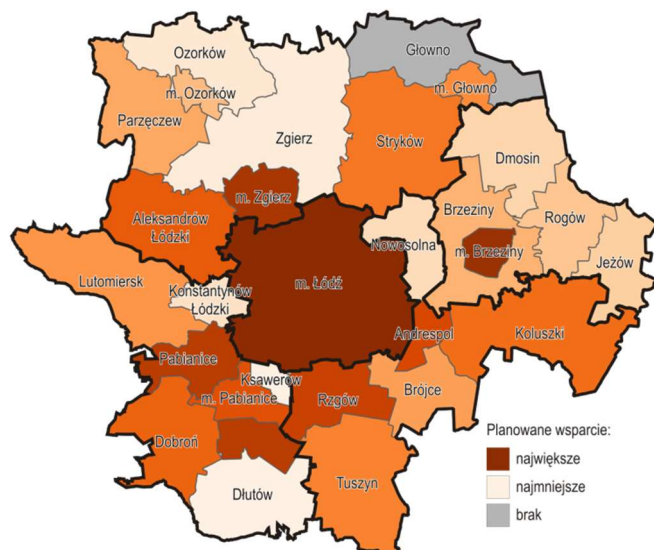 Ozorków
Głowno
m. Ozorków
m. Głowno
Parzęczew
Zgierz
Stryków
Dmosin
m. Zgierz
Aleksandrów
Łódzki
Brzeziny
Rogów
Nowosolna
m. Brzeziny
Jeżów
Lutomiersk
Konstantynów
Łódzki
m. Łódź
Andrespol
Koluszki
Pabianice
Ksawerów
m. Pabianice
Rzgów
Brójce
Dobroń
Dłutów
Tuszyn
Planowane wsparcie:
największe
najmniejsze
brak